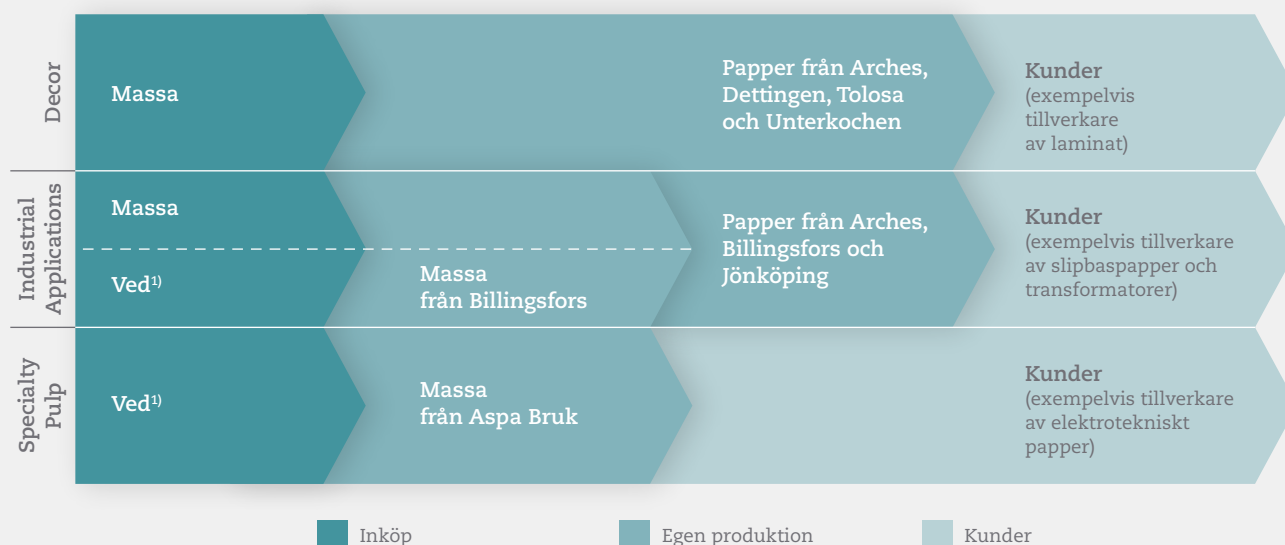 Decor
Massa
Papper från Arches,
Dettingen, Tolosa
och Unterkochen
Kunder
(exempelvis
tillverkare
av laminat)
Industrial
Applications
Massa
Ved1)
Massa
från Billingsfors
Papper från Arches,
Billingsfors och
Jönköping
Kunder
(exempelvis tillverkare
av slipbaspapper och
transformatorer)
Specialty
Pulp
Ved1)
Massa
från Aspa Bruk
Kunder
(exempelvis tillverkare
av elektrotekniskt
papper)
Inköp
Egen produktion
Kunder